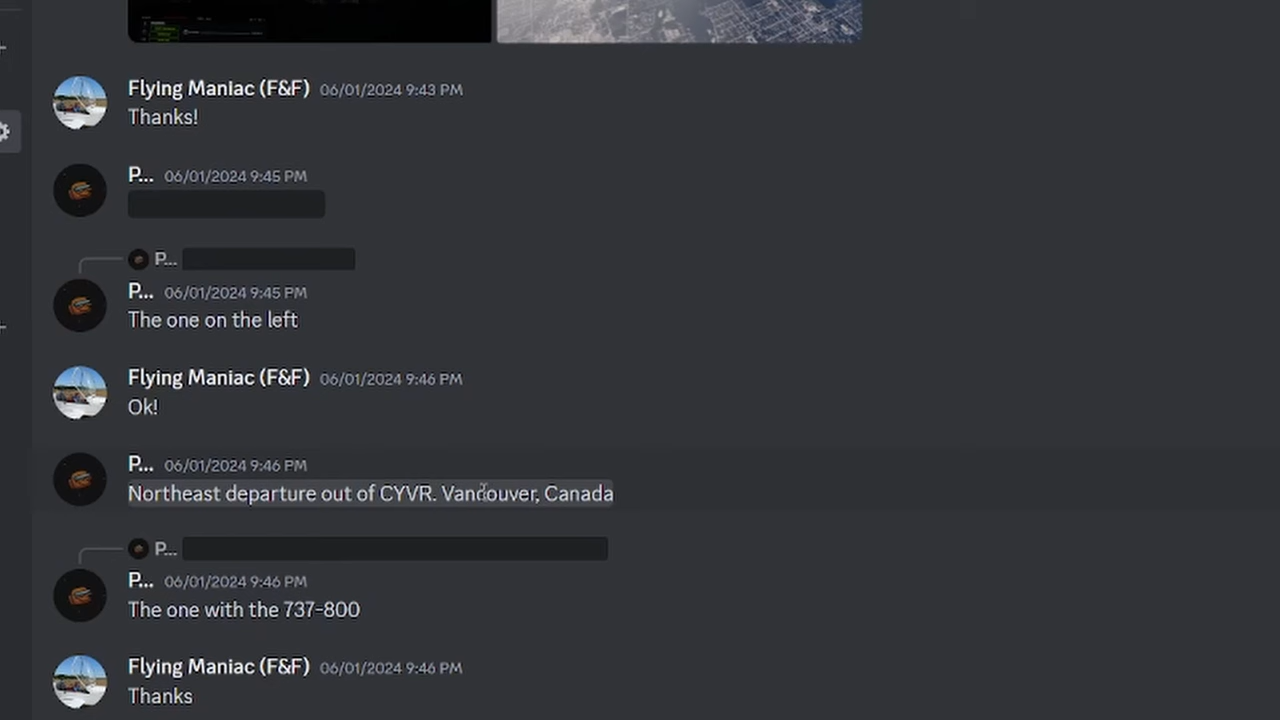 Flying Maniac (F&F) 06/01/2024 9:43 PM
Thanks!
P... 06/01/2024 9:45 PM
P...
P... 06/01/2024 9:45 PM
The one on the left
Flying Maniac (F&F) 06/01/2024 9:46 PM
Ok!
P... 06/01/2024 9:46 PM
Northeast departure out of CYVR. Vancouver, Canada
P...
P... 06/01/2024 9:46 PM
The one with the 737-800
Flying Maniac (F&F) 06/01/2024 9:46 PM
Thanks